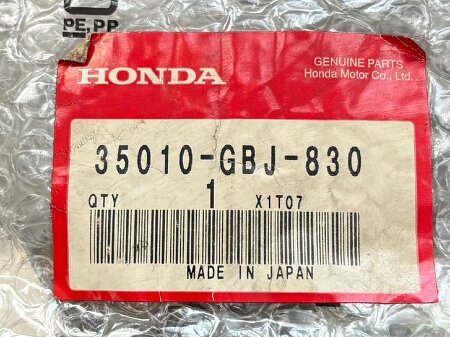 PE,PP
HONDA
GENUINE PARTS
Honda Motor Co., Ltd.
35010-GBJ-830
QTY 1 X1T07
MADE IN JAPAN